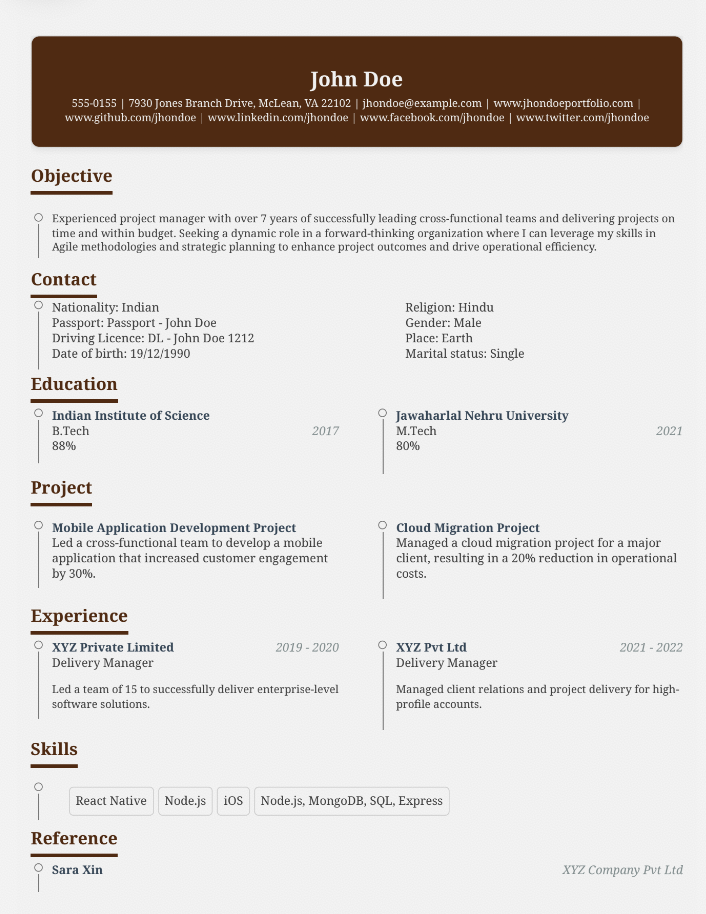 John Doe
555-0155 | 7930 Jones Branch Drive, McLean, VA 22102 | jhondoe@example.com | www.jhondoeportfolio.com |
www.github.com/jhondoe | www.linkedin.com/jhondoe | www.facebook.com/jhondoe | www.twitter.com/jhondoe
Objective
Experienced project manager with over 7 years of successfully leading cross-functional teams and delivering projects on
time and within budget. Seeking a dynamic role in a forward-thinking organization where I can leverage my skills in
Agile methodologies and strategic planning to enhance project outcomes and drive operational efficiency.
Contact
Nationality: Indian
Passport: Passport - John Doe
Driving Licence: DL - John Doe 1212
Date of birth: 19/12/1990
Religion: Hindu
Gender: Male
Place: Earth
Marital status: Single
Education
Indian Institute of Science
B.Tech 2017
88%
Jawaharlal Nehru University
M.Tech 2021
80%
Project
Mobile Application Development Project
Led a cross-functional team to develop a mobile
application that increased customer engagement
by 30%.
Cloud Migration Project
Managed a cloud migration project for a major
client, resulting in a 20% reduction in operational
costs.
Experience
XYZ Private Limited 2019 - 2020
Delivery Manager
Led a team of 15 to successfully deliver enterprise-level
software solutions.
XYZ Pvt Ltd 2021 - 2022
Delivery Manager
Managed client relations and project delivery for high-
profile accounts.
Skills
React Native Node.js iOS Node.js, MongoDB, SQL, Express
Reference
Sara Xin XYZ Company Pvt Ltd